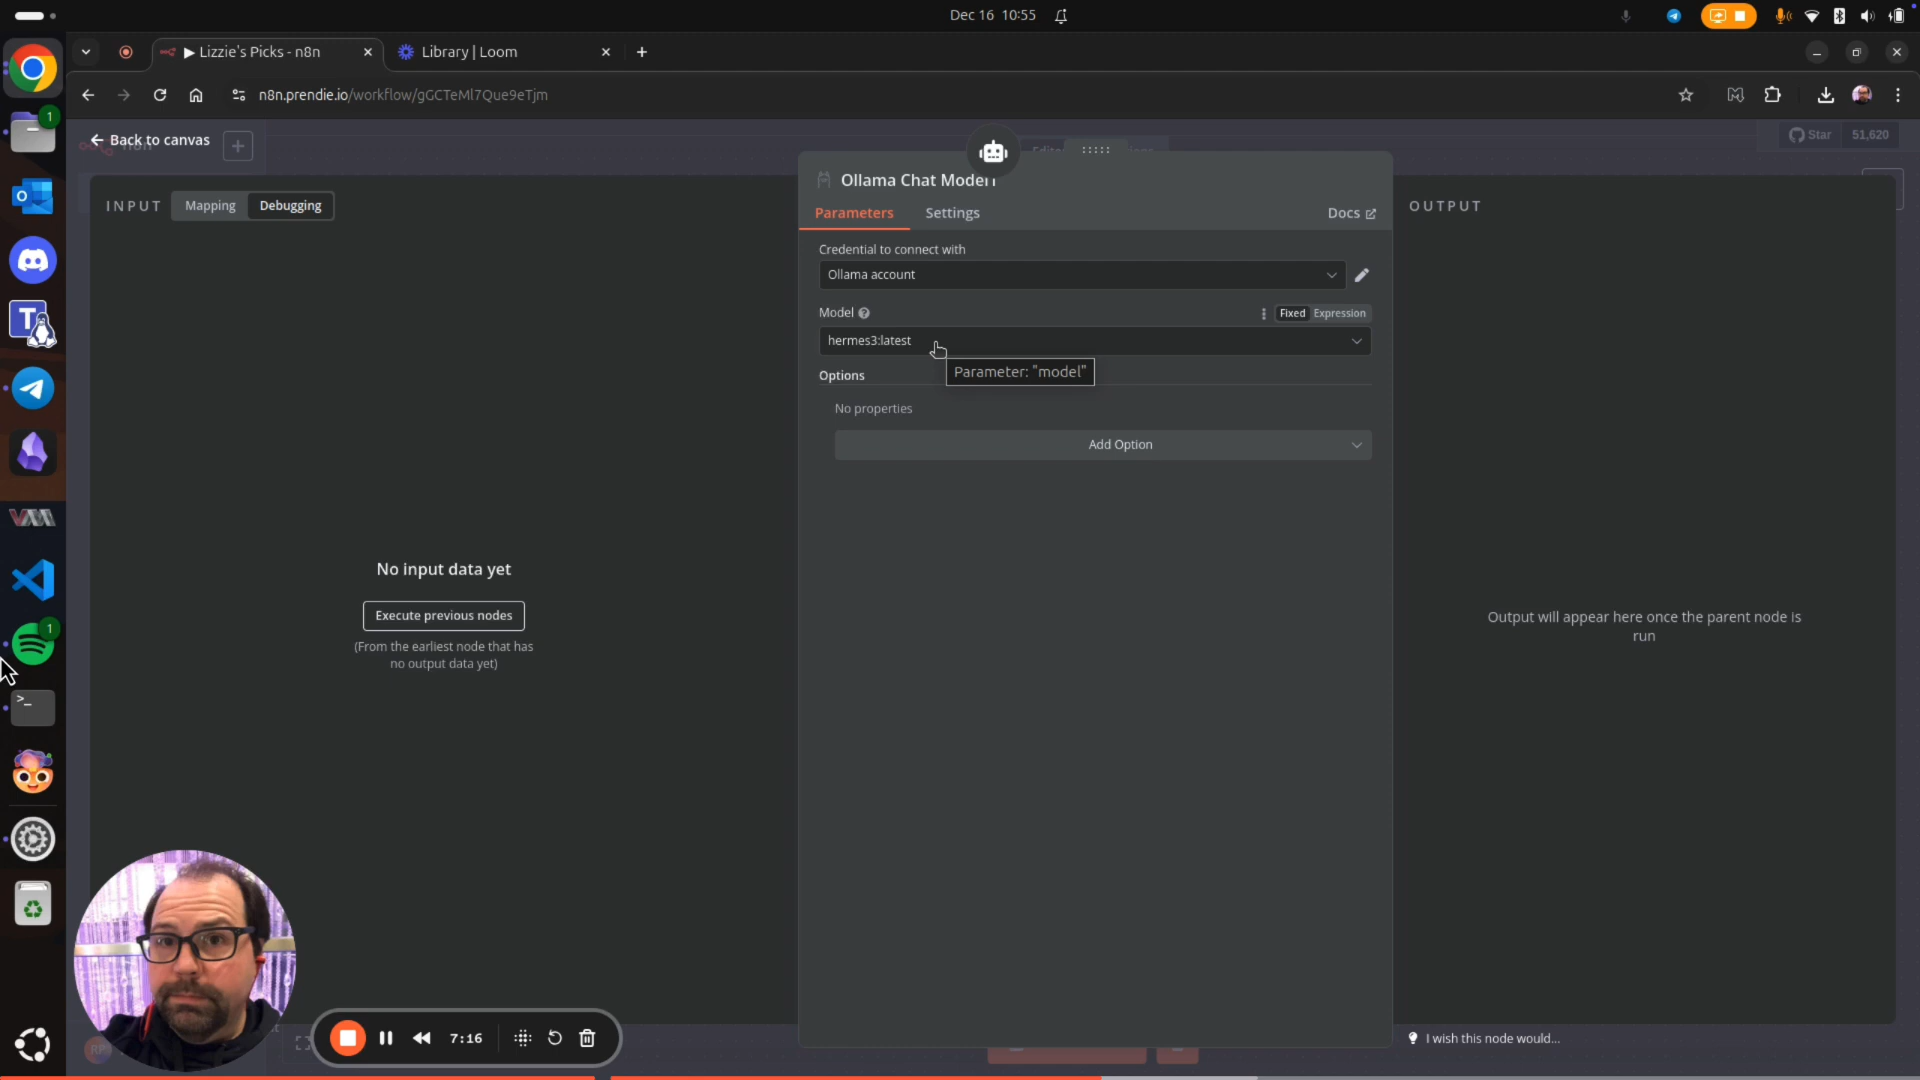 Dec 16 10:55
▶ Lizzie's Picks - n8n
Library | Loom
n8n.prendie.io/workflow/gGCTeMl7Que9eTjm
Back to canvas
Star
51,620
INPUT
Mapping
Debugging
Ollama Chat Model1
OUTPUT
Parameters
Settings
Docs
Credential to connect with
Ollama account
Model
Fixed
Expression
hermes3:latest
Parameter: "model"
Options
No properties
Add Option
No input data yet
Execute previous nodes
(From the earliest node that has
no output data yet)
Output will appear here once the parent node is
run
1
1
7:16
I wish this node would...